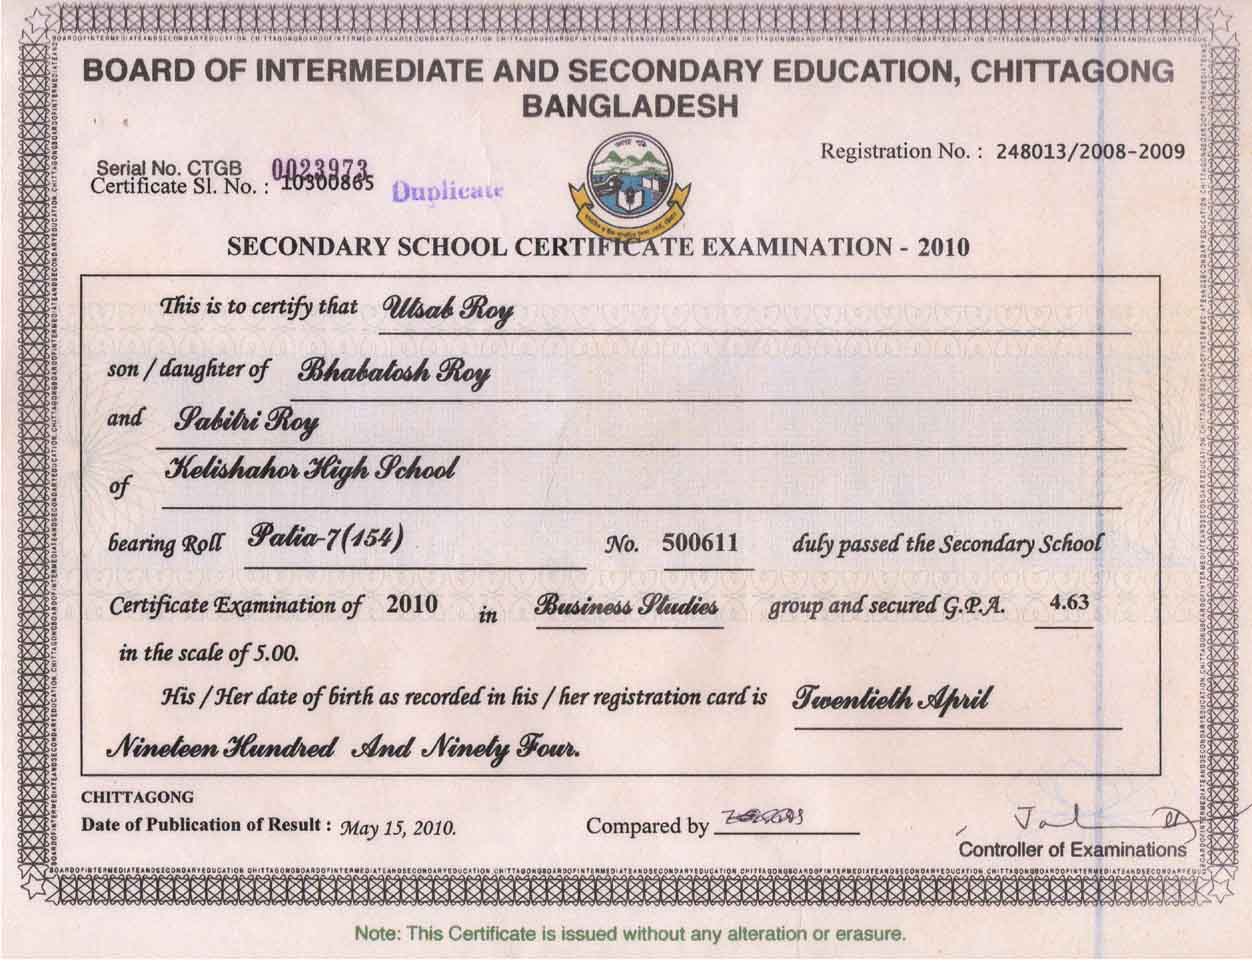 BOARD OF INTERMEDIATE AND SECONDARY EDUCATION, CHITTAGONG
BANGLADESH
Registration No. : 248013/2008-2009
Serial No. CTGB 0023973
Certificate Sl. No. : 10300865
Duplicate
SECONDARY SCHOOL CERTIFICATE EXAMINATION - 2010
This is to certify that Utsab Roy
son / daughter of Bhabatosh Roy
and Sabitri Roy
of Kelishahor High School
bearing Roll Patia-7(154) No. 500611 duly passed the Secondary School
Certificate Examination of 2010 in Business Studies group and secured G.P.A. 4.63
in the scale of 5.00.
His / Her date of birth as recorded in his / her registration card is Twentieth April
Nineteen Hundred And Ninety Four.
CHITTAGONG
Date of Publication of Result : May 15, 2010.
Compared by
Controller of Examinations
Note: This Certificate is issued without any alteration or erasure.